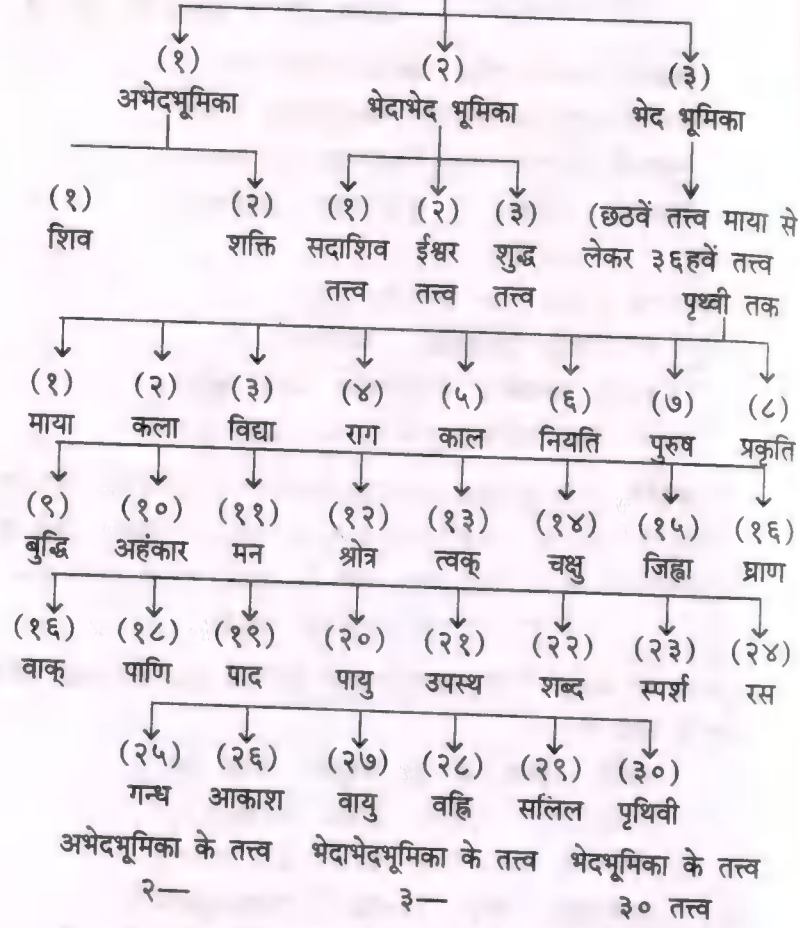 (१) (२) (३)
अभेदभूमिका भेदाभेद भूमिका भेद भूमिका
(१) (२) (१) (२) (३) (छठवें तत्त्व माया से
शिव शक्ति सदाशिव ईश्वर शुद्ध लेकर ३६हवें तत्त्व
तत्त्व तत्त्व तत्त्व पृथ्वी तक
(१) (२) (३) (४) (५) (६) (७) (८)
माया कला विद्या राग काल नियति पुरुष प्रकृति
(९) (१०) (११) (१२) (१३) (१४) (१५) (१६)
बुद्धि अहंकार मन श्रोत्र त्वक् चक्षु जिह्वा घ्राण
(१६) (१८) (१९) (२०) (२१) (२२) (२३) (२४)
वाक् पाणि पाद पायु उपस्थ शब्द स्पर्श रस
(२५) (२६) (२७) (२८) (२९) (३०)
गन्ध आकाश वायु वह्नि सलिल पृथिवी
अभेदभूमिका के तत्त्व भेदाभेदभूमिका के तत्त्व भेदभूमिका के तत्त्व
२— ३— ३० तत्त्व